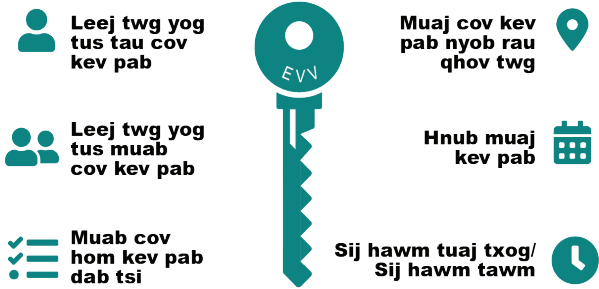 Leej twg yog
tus tau cov
kev pab
Leej twg yog
tus muab
cov kev pab
Muab cov
hom kev pab
dab tsi
EVV
Muaj cov kev
pab nyob rau
qhov twg
Hnub muaj
kev pab
Sij hawm tuaj txog/
Sij hawm tawm